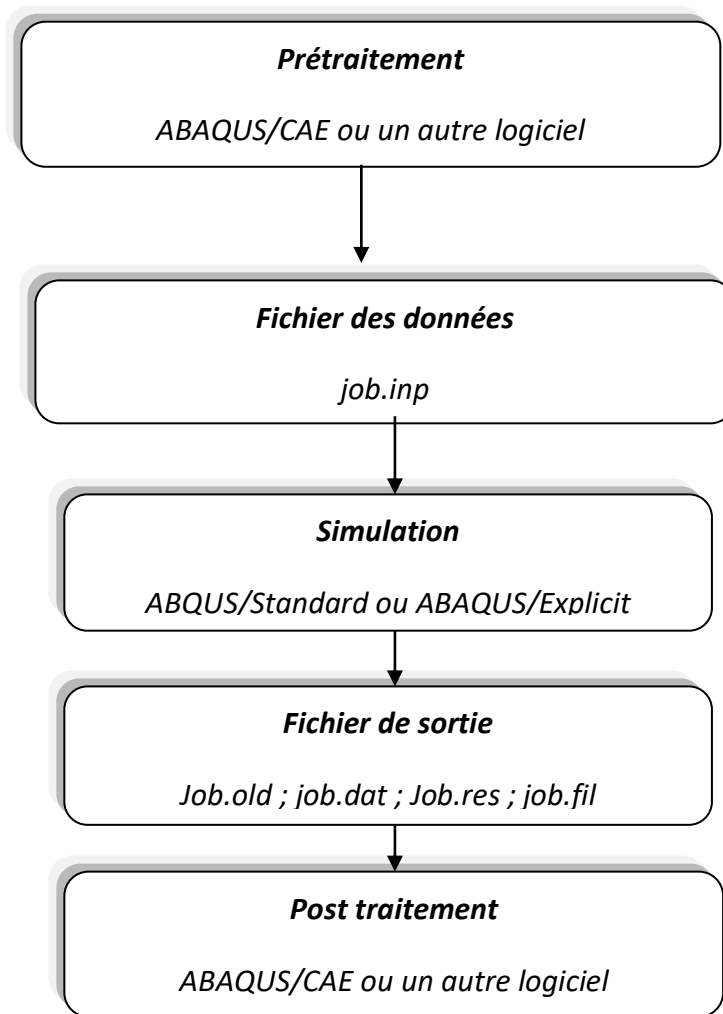 Prétraitement
ABAQUS/CAE ou un autre logiciel
Fichier des données
job.inp
Simulation
ABQUS/Standard ou ABAQUS/Explicit
Fichier de sortie
Job.old ; job.dat ; Job.res ; job.fil
Post traitement
ABAQUS/CAE ou un autre logiciel